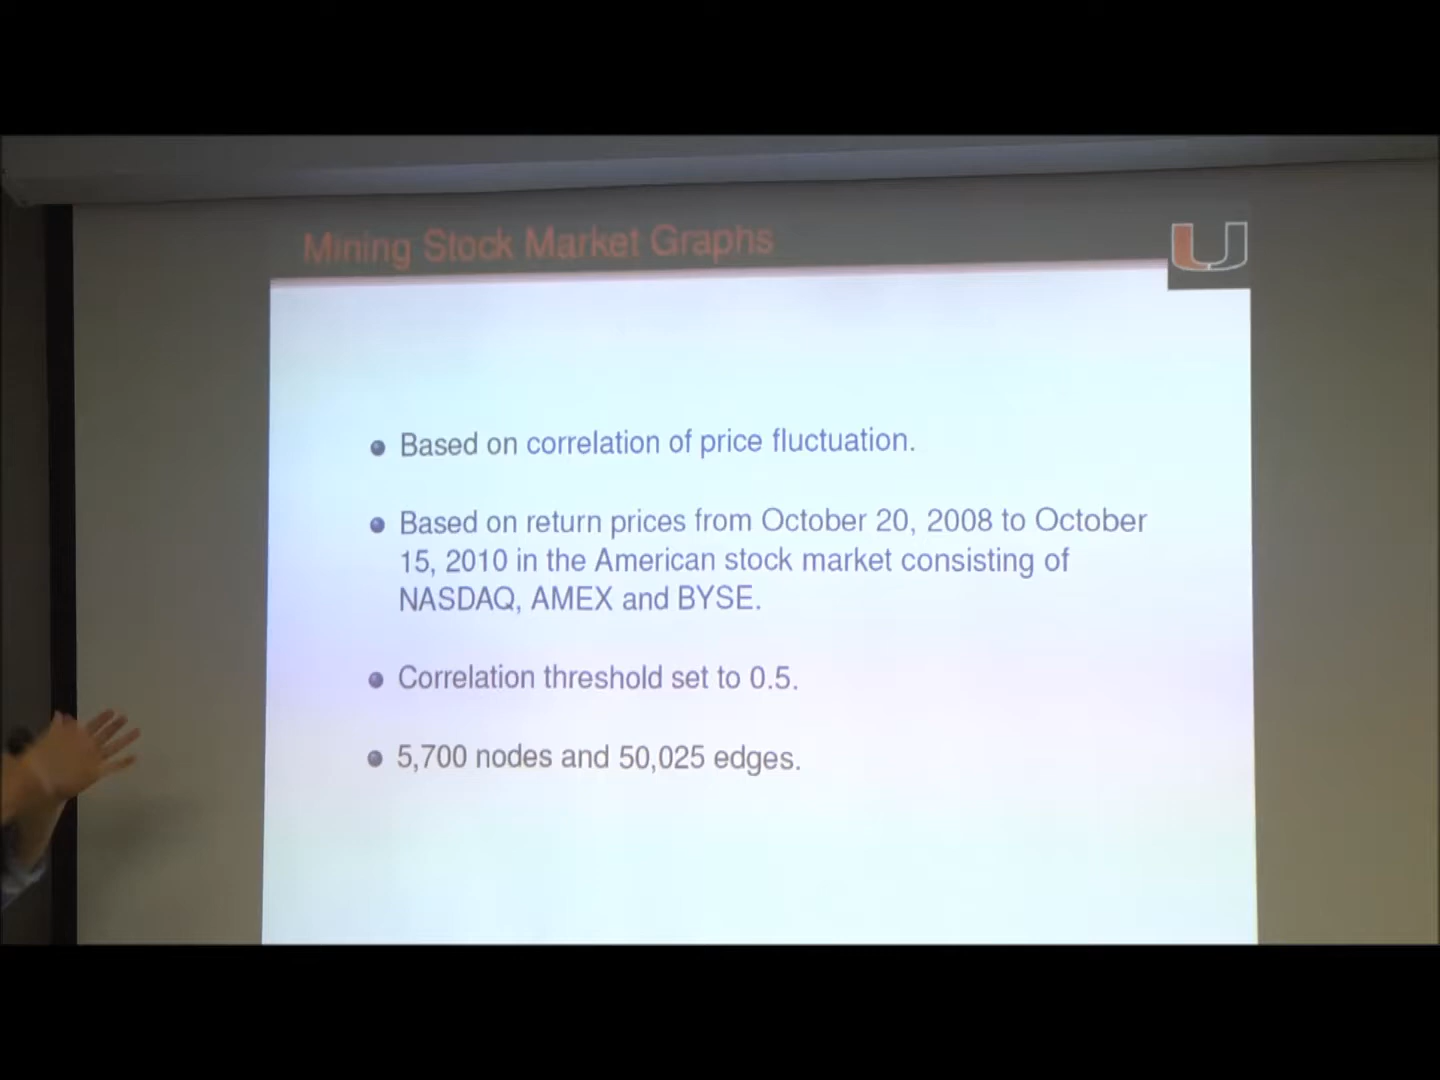 Mining Stock Market Graphs
U
Based on correlation of price fluctuation.
Based on return prices from October 20, 2008 to October
15, 2010 in the American stock market consisting of
NASDAQ, AMEX and BYSE.
Correlation threshold set to 0.5.
5,700 nodes and 50,025 edges.